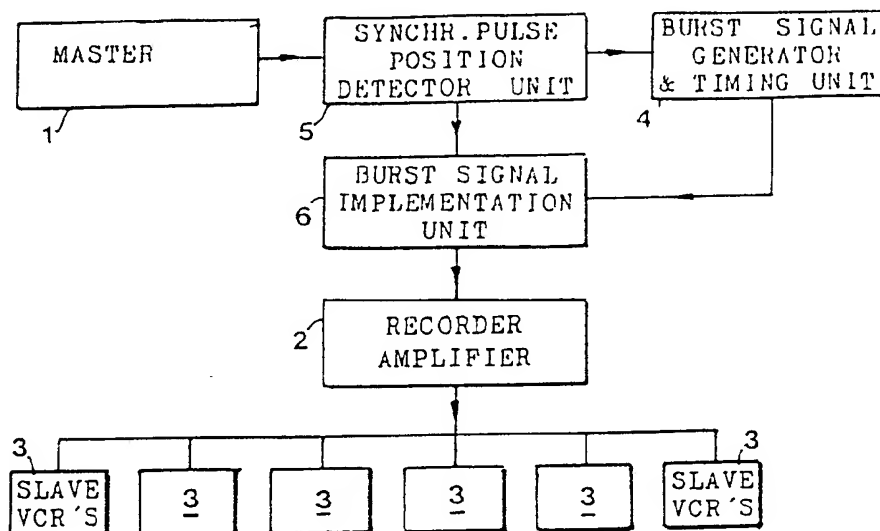 MASTER
1
SYNCHR.PULSE
POSITION
DETECTOR UNIT
5
BURST SIGNAL
GENERATOR
& TIMING UNIT
4
BURST SIGNAL
IMPLEMENTATION
UNIT
6
RECORDER
AMPLIFIER
2
3
SLAVE
VCR'S
3
3
3
3
3
SLAVE
VCR'S